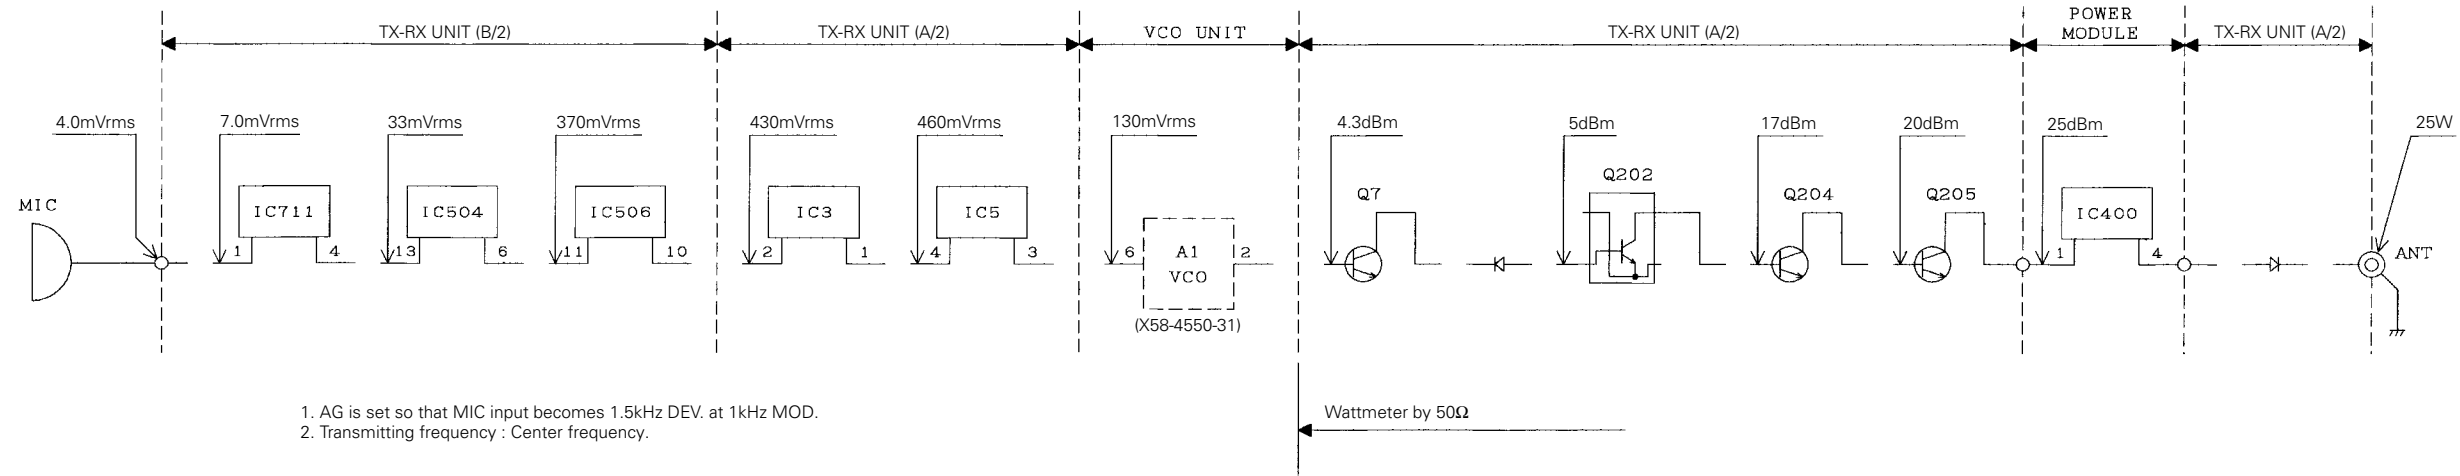 TX-RX UNIT (B/2)
TX-RX UNIT (A/2)
VCO UNIT
TX-RX UNIT (A/2)
POWER
MODULE
TX-RX UNIT (A/2)
4.0mVrms
7.0mVrms
33mVrms
370mVrms
430mVrms
460mVrms
130mVrms
4.3dBm
5dBm
17dBm
20dBm
25dBm
25W
MIC
IC711
1
4
IC504
13
6
IC506
11
10
IC3
2
1
IC5
4
3
6
A1
VCO
2
(X58-4550-31)
Q7
Q202
Q204
Q205
IC400
1
4
ANT
1. AG is set so that MIC input becomes 1.5kHz DEV. at 1kHz MOD.
2. Transmitting frequency : Center frequency.
Wattmeter by 50Ω